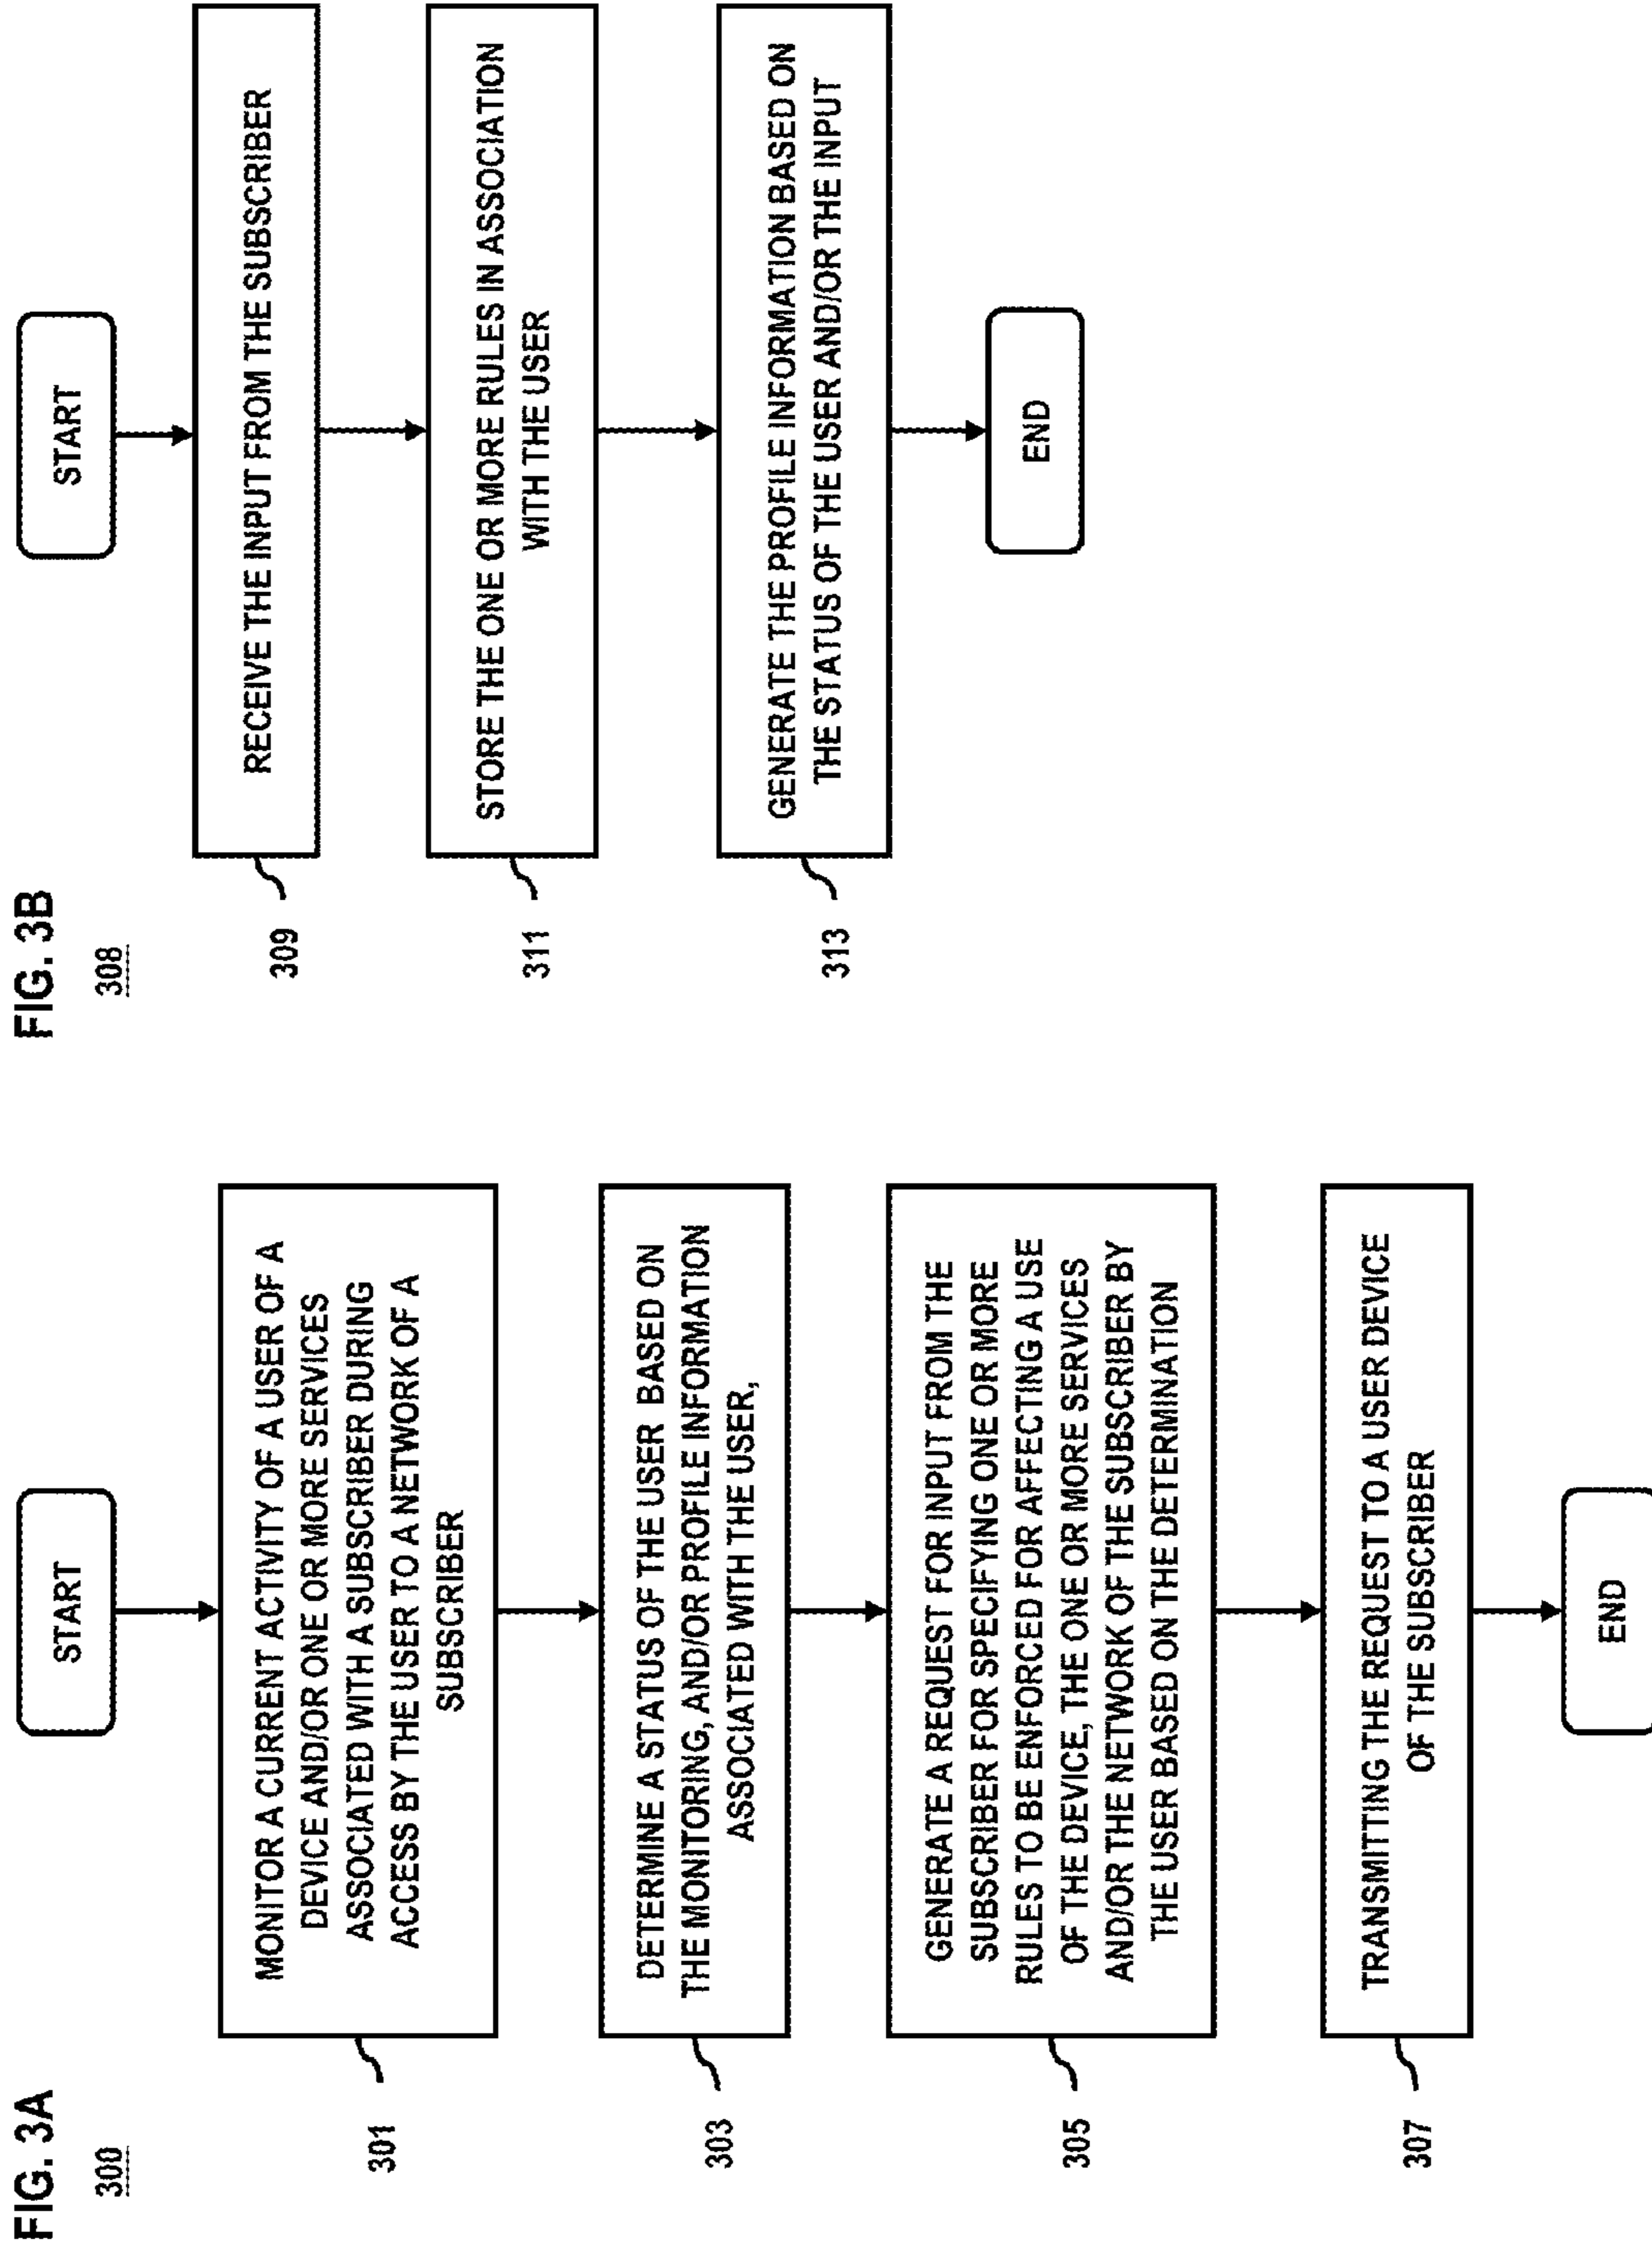 FIG. 3A
300
START
MONITOR A CURRENT ACTIVITY OF A USER OF A
DEVICE AND/OR ONE OR MORE SERVICES
ASSOCIATED WITH A SUBSCRIBER DURING
ACCESS BY THE USER TO A NETWORK OF A
SUBSCRIBER
301
DETERMINE A STATUS OF THE USER BASED ON
THE MONITORING, AND/OR PROFILE INFORMATION
ASSOCIATED WITH THE USER,
303
GENERATE A REQUEST FOR INPUT FROM THE
SUBSCRIBER FOR SPECIFYING ONE OR MORE
RULES TO BE ENFORCED FOR AFFECTING A USE
OF THE DEVICE, THE ONE OR MORE SERVICES
AND/OR THE NETWORK OF THE SUBSCRIBER BY
THE USER BASED ON THE DETERMINATION
305
TRANSMITTING THE REQUEST TO A USER DEVICE
OF THE SUBSCRIBER
307
END
FIG. 3B
308
START
RECEIVE THE INPUT FROM THE SUBSCRIBER
309
STORE THE ONE OR MORE RULES IN ASSOCIATION
WITH THE USER
311
GENERATE THE PROFILE INFORMATION BASED ON
THE STATUS OF THE USER AND/OR THE INPUT
313
END